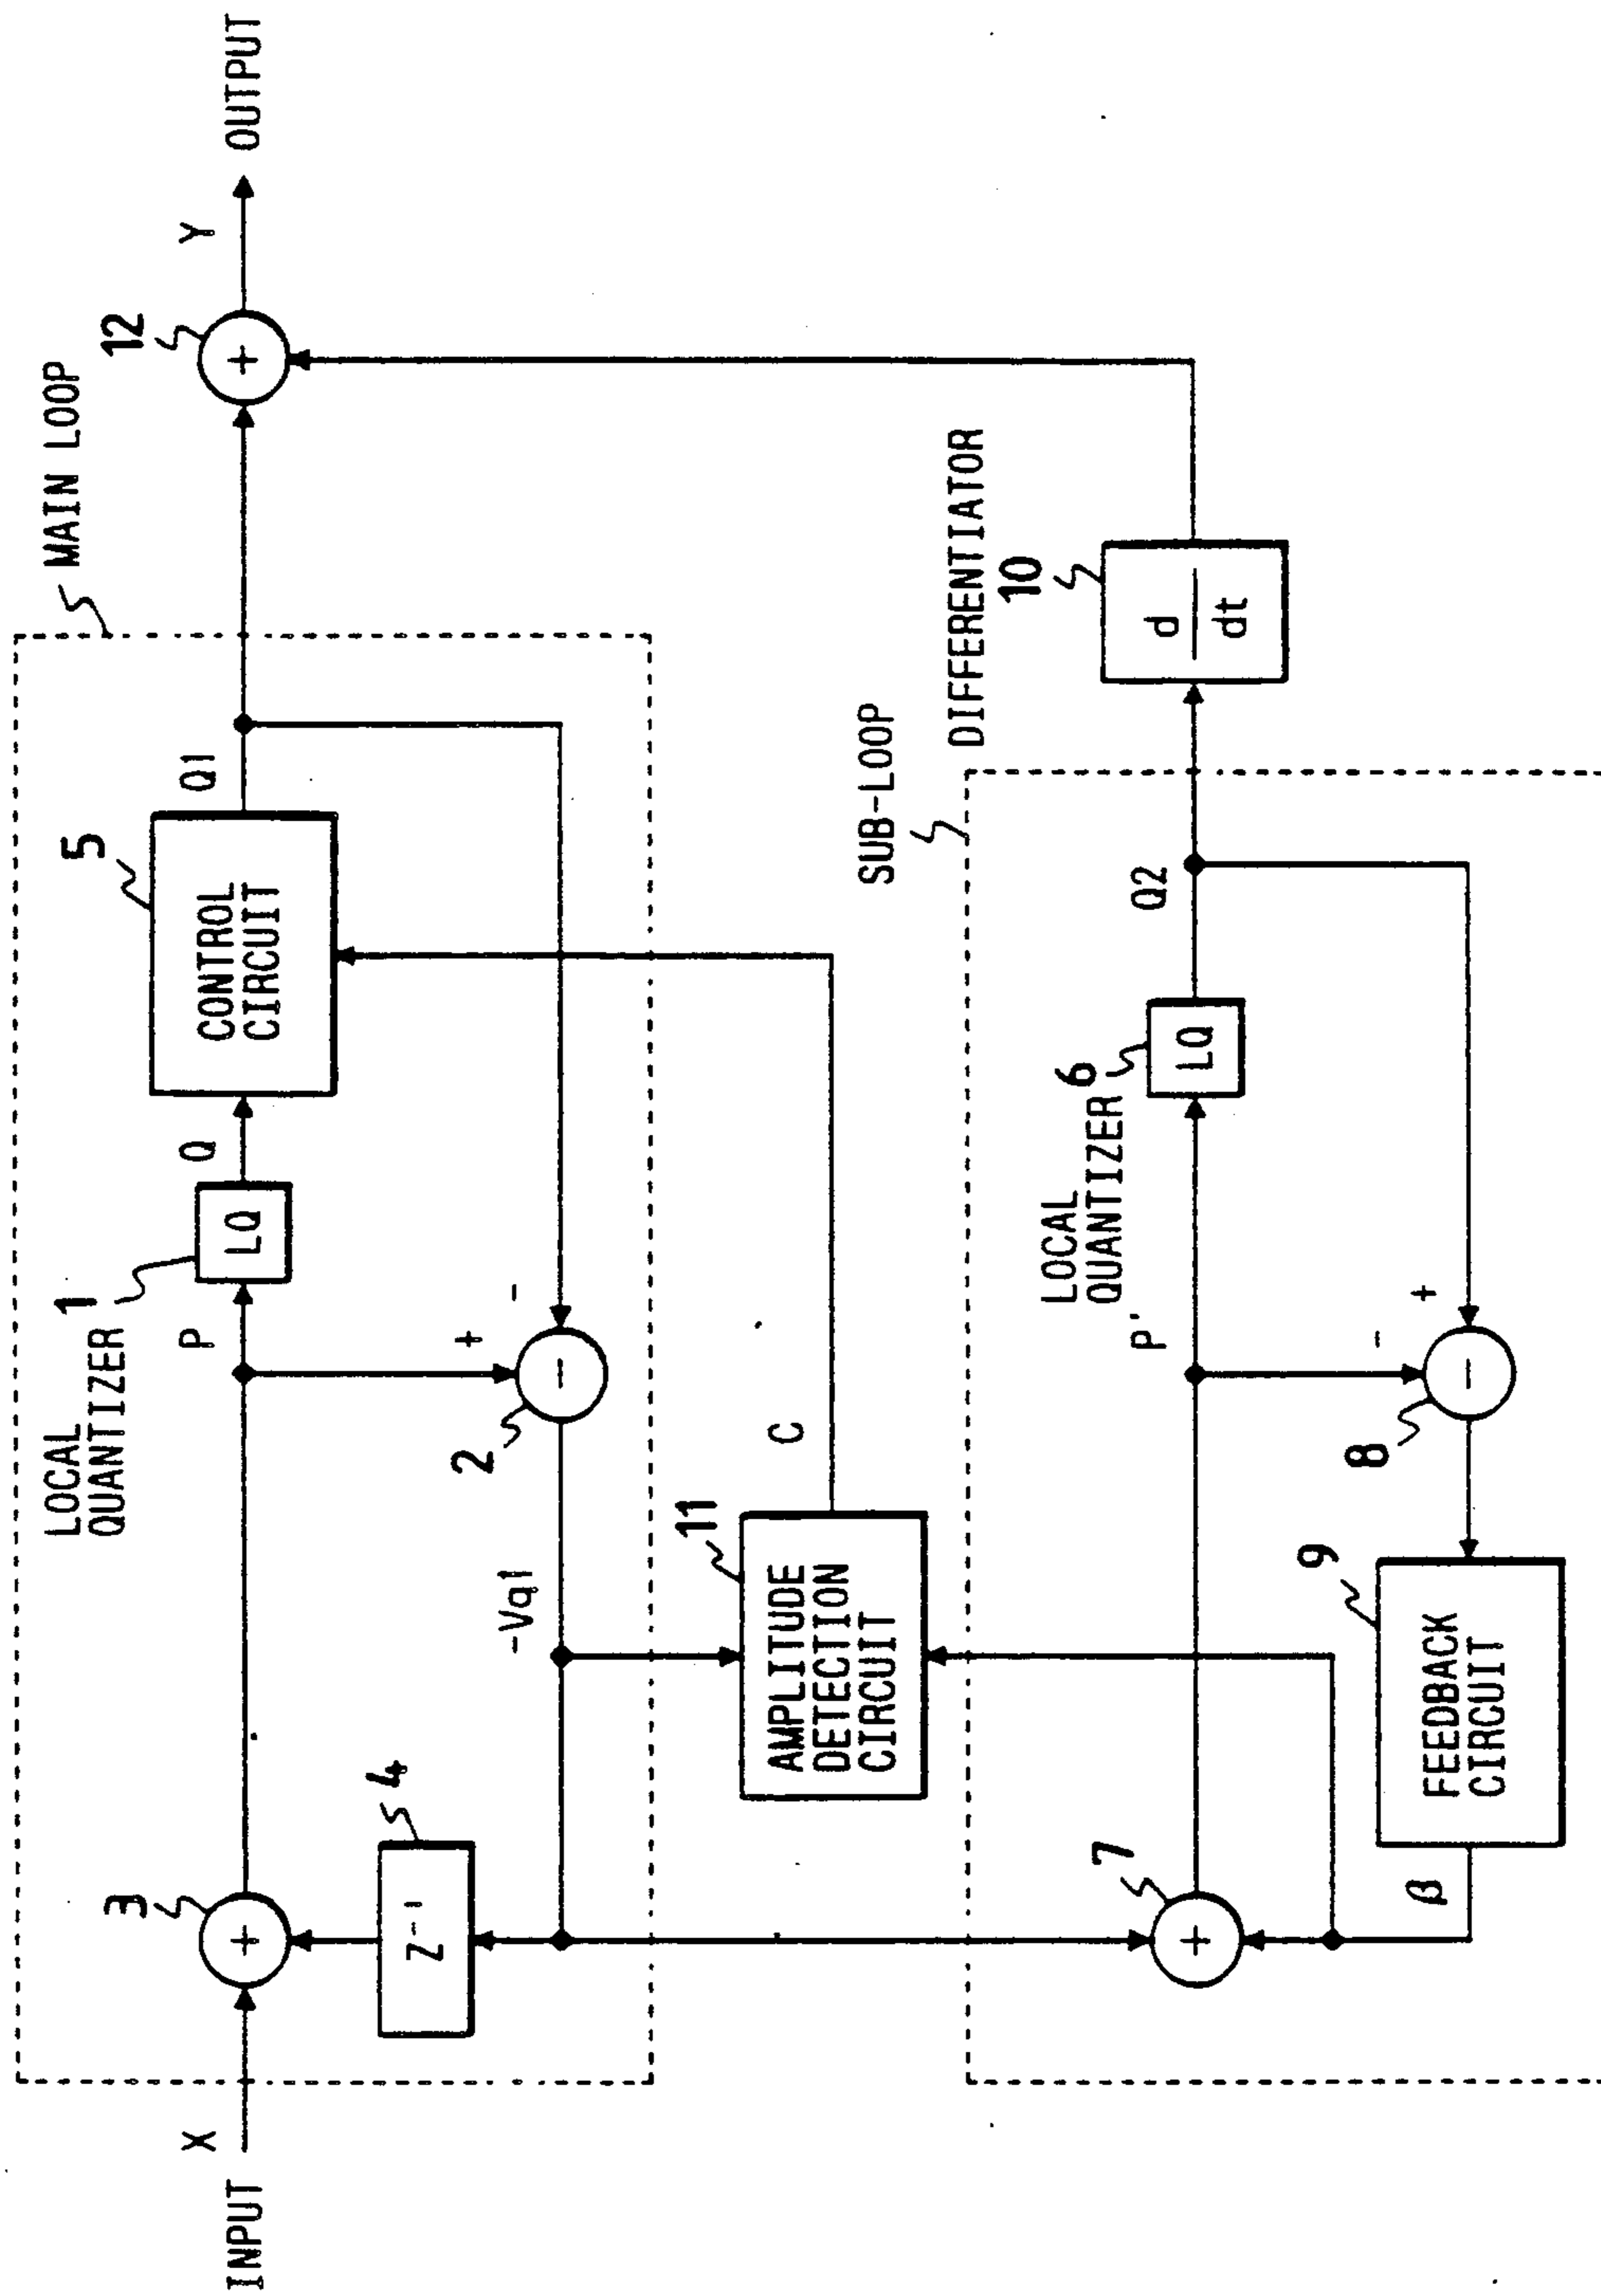 INPUT
X
3
+
Z⁻¹
4
LOCAL
QUANTIZER
1
P
LQ
Q
5
CONTROL
CIRCUIT
Q1
MAIN LOOP
12
+
Y
OUTPUT
+
-
-
2
-Vq1
11
AMPLITUDE
DETECTION
CIRCUIT
C
SUB-LOOP
7
+
P'
LOCAL
QUANTIZER
6
LQ
Q2
DIFFERENTIATOR
10
d
dt
-
+
-
8
9
FEEDBACK
CIRCUIT
β